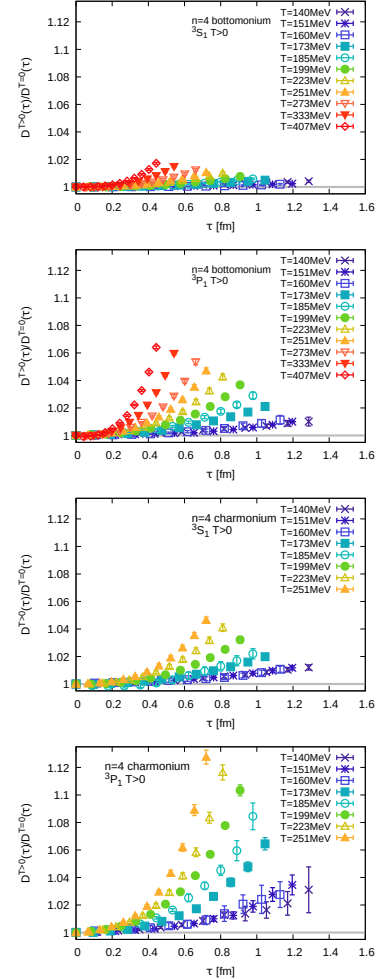 1.12
1.1
1.08
1.06
1.04
1.02
1
D^T>0(τ)/D^T=0(τ)
n=4 bottomonium
³S₁ T>0
T=140MeV
T=151MeV
T=160MeV
T=173MeV
T=185MeV
T=199MeV
T=223MeV
T=251MeV
T=273MeV
T=333MeV
T=407MeV
0 0.2 0.4 0.6 0.8 1 1.2 1.4 1.6
τ [fm]
1.12
1.1
1.08
1.06
1.04
1.02
1
D^T>0(τ)/D^T=0(τ)
n=4 bottomonium
³P₁ T>0
T=140MeV
T=151MeV
T=160MeV
T=173MeV
T=185MeV
T=199MeV
T=223MeV
T=251MeV
T=273MeV
T=333MeV
T=407MeV
0 0.2 0.4 0.6 0.8 1 1.2 1.4 1.6
τ [fm]
1.12
1.1
1.08
1.06
1.04
1.02
1
D^T>0(τ)/D^T=0(τ)
n=4 charmonium
³S₁ T>0
T=140MeV
T=151MeV
T=160MeV
T=173MeV
T=185MeV
T=199MeV
T=223MeV
T=251MeV
0 0.2 0.4 0.6 0.8 1 1.2 1.4 1.6
τ [fm]
1.12
1.1
1.08
1.06
1.04
1.02
1
D^T>0(τ)/D^T=0(τ)
n=4 charmonium
³P₁ T>0
T=140MeV
T=151MeV
T=160MeV
T=173MeV
T=185MeV
T=199MeV
T=223MeV
T=251MeV
0 0.2 0.4 0.6 0.8 1 1.2 1.4 1.6
τ [fm]